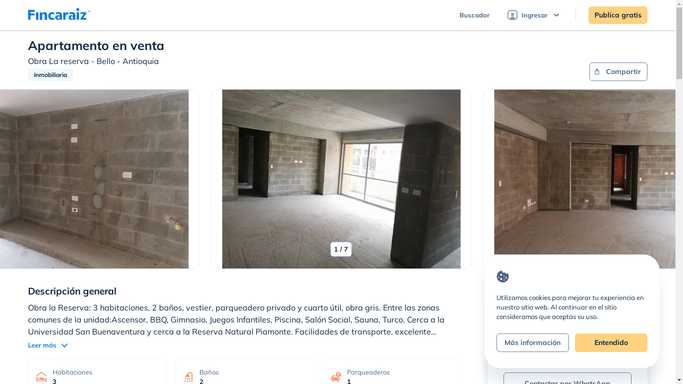 Fincaraiz
Buscador
Ingresar
Publica gratis
Apartamento en venta
Obra La reserva - Bello - Antioquia
Inmobiliaria
Compartir
1 / 7
Descripción general
Obra la Reserva: 3 habitaciones, 2 baños, vestier, parqueadero privado y cuarto útil, obra gris. Entre las zonas
comunes de la unidad:Ascensor, BBQ, Gimnasio, Juegos Infantiles, Piscina, Salón Social, Sauna, Turco. Cerca a la
Universidad San Buenaventura y cerca a la Reserva Natural Piamonte. Facilidades de transporte, excelente...
Leer más
Habitaciones
3
Baños
2
Parqueaderos
1
Utilizamos cookies para mejorar tu experiencia en
nuestro sitio web. Al continuar en el sitio
consideramos que aceptas su uso.
Más información
Entendido
Contactar por WhatsApp